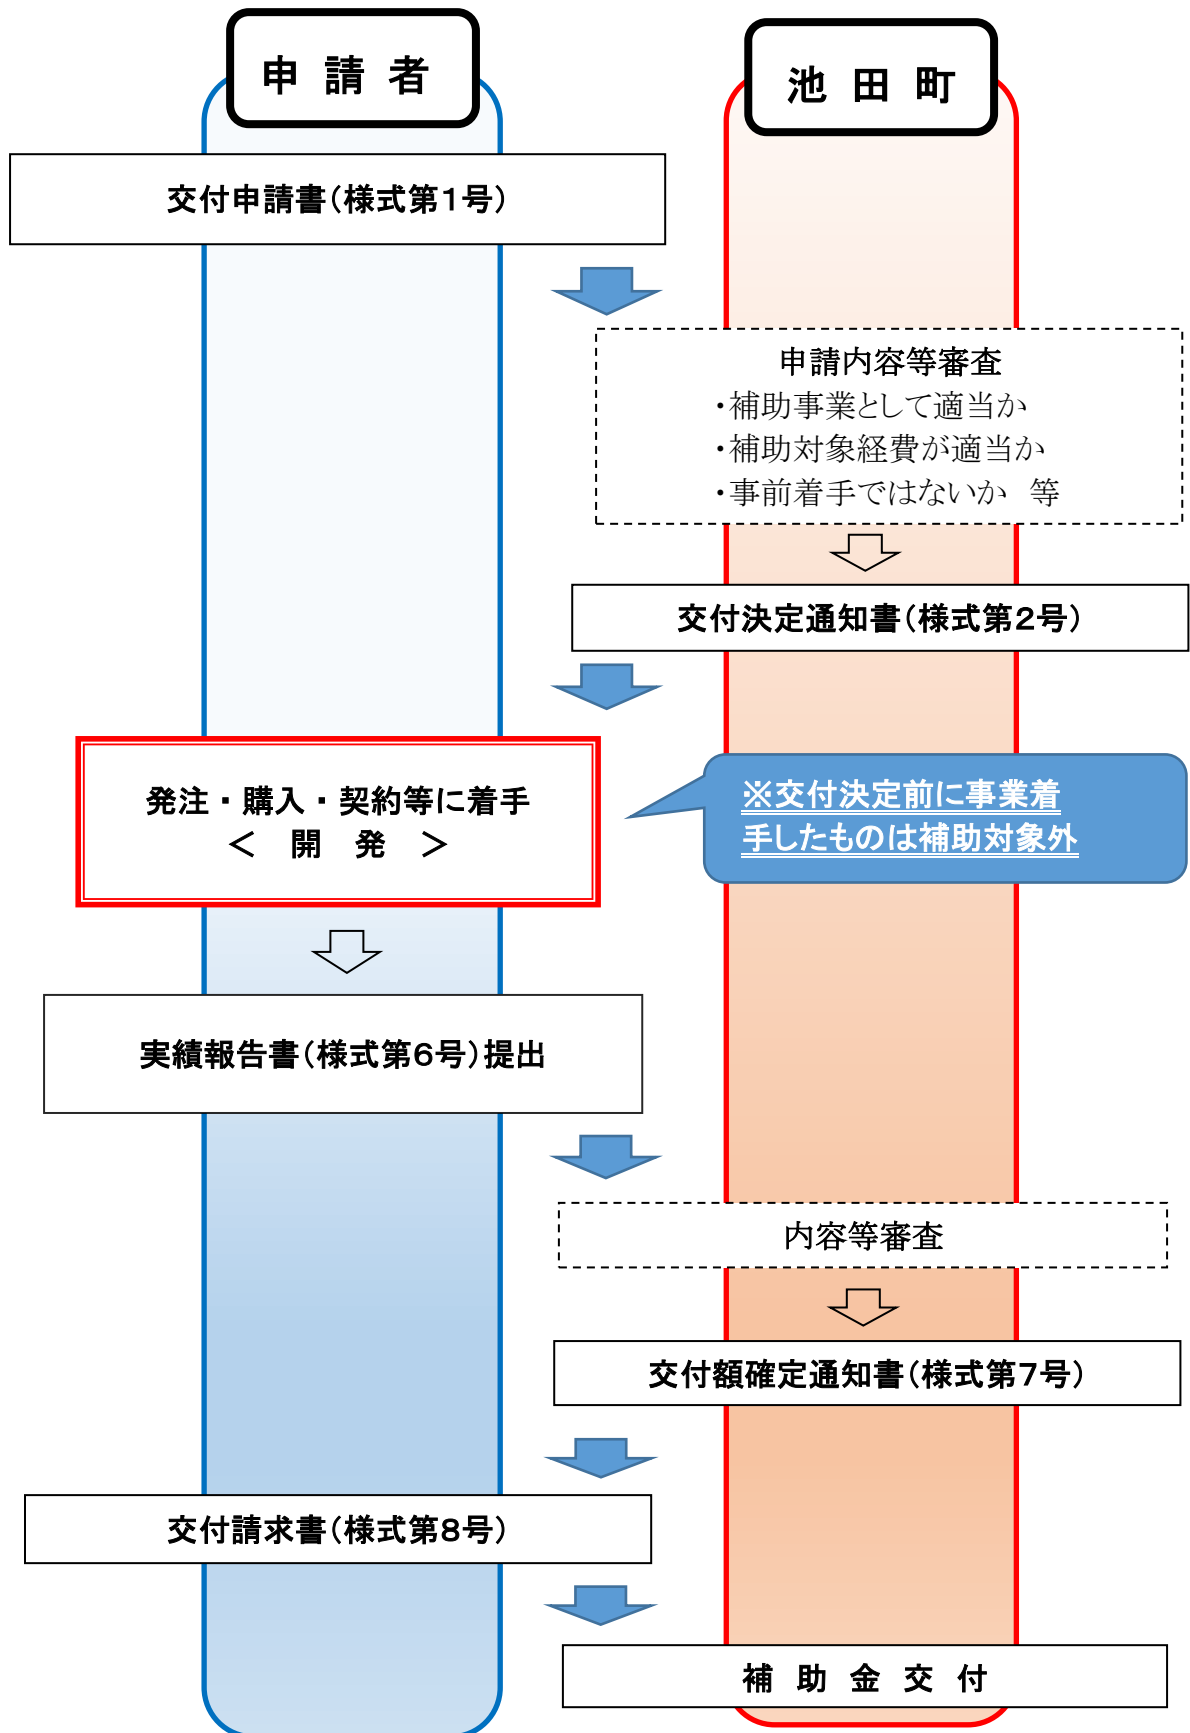 申 請 者
池 田 町
交付申請書（様式第１号）
申請内容等審査
・補助事業として適当か
・補助対象経費が適当か
・事前着手ではないか　等
交付決定通知書（様式第２号）
発注・購入・契約等に着手
＜　開　発　＞
※交付決定前に事業着
手したものは補助対象外
実績報告書（様式第６号）提出
内容等審査
交付額確定通知書（様式第７号）
交付請求書（様式第８号）
補 助 金 交 付